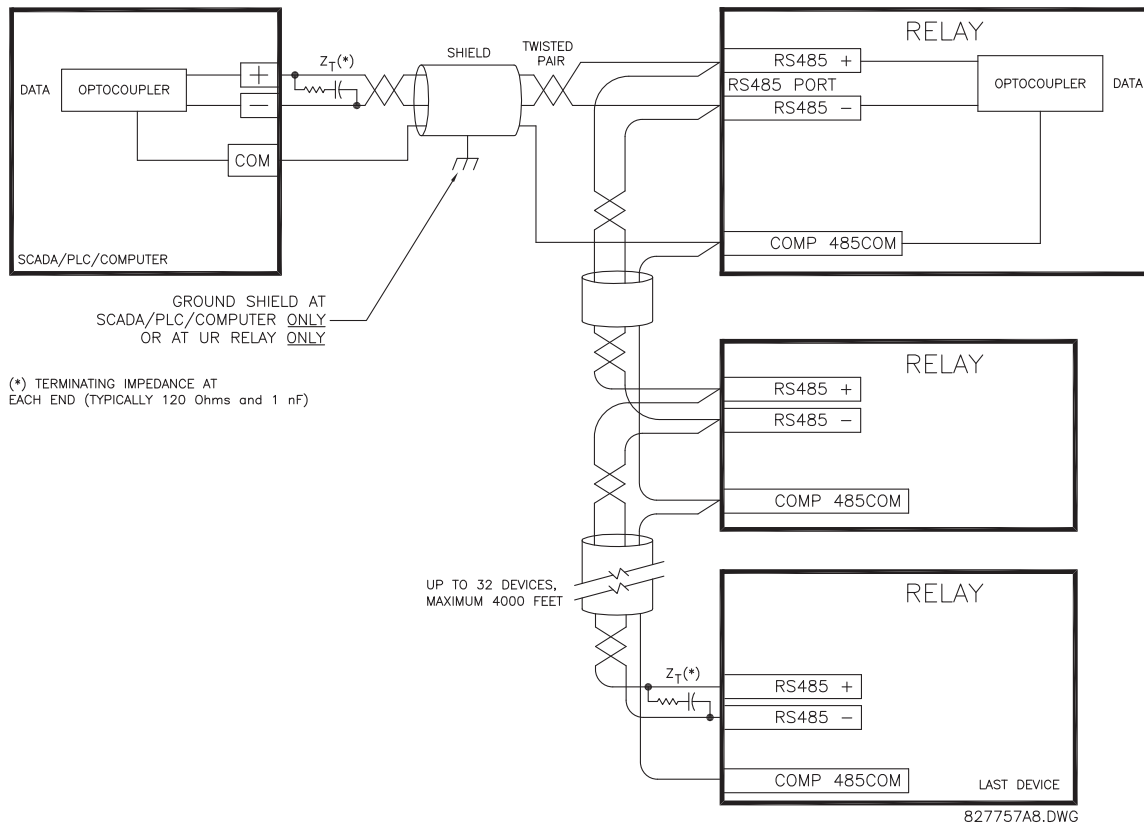 RELAY
Z_T(*)
SHIELD
TWISTED
PAIR
DATA
OPTOCOUPLER
+
-
COM
SCADA/PLC/COMPUTER
RS485 +
RS485 PORT
RS485 -
OPTOCOUPLER
DATA
COMP 485COM
GROUND SHIELD AT
SCADA/PLC/COMPUTER ONLY
OR AT UR RELAY ONLY
(*) TERMINATING IMPEDANCE AT
EACH END (TYPICALLY 120 Ohms and 1 nF)
RELAY
RS485 +
RS485 -
COMP 485COM
UP TO 32 DEVICES,
MAXIMUM 4000 FEET
RELAY
Z_T(*)
RS485 +
RS485 -
COMP 485COM
LAST DEVICE
827757A8.DWG